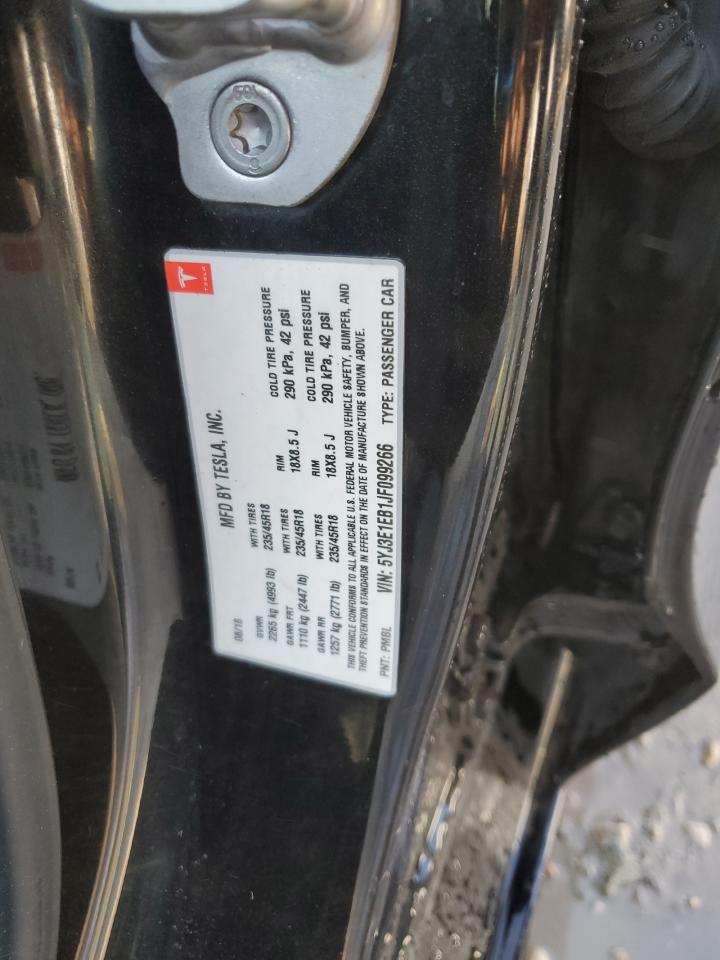 TESLA
MFD BY TESLA, INC.
08/18
GVWR WITH TIRES RIM COLD TIRE PRESSURE
2265 kg (4993 lb) 235/45R18 18X8.5 J 290 kPa, 42 psi
GAWR FRT WITH TIRES RIM COLD TIRE PRESSURE
1110 kg (2447 lb) 235/45R18 18X8.5 J 290 kPa, 42 psi
GAWR RR WITH TIRES
1257 kg (2771 lb) 235/45R18
THIS VEHICLE CONFORMS TO ALL APPLICABLE U.S. FEDERAL MOTOR VEHICLE SAFETY, BUMPER, AND
THEFT PREVENTION STANDARDS IN EFFECT ON THE DATE OF MANUFACTURE SHOWN ABOVE.
PNT: PMBL VIN: 5YJ3E1EB1JF099266 TYPE: PASSENGER CAR